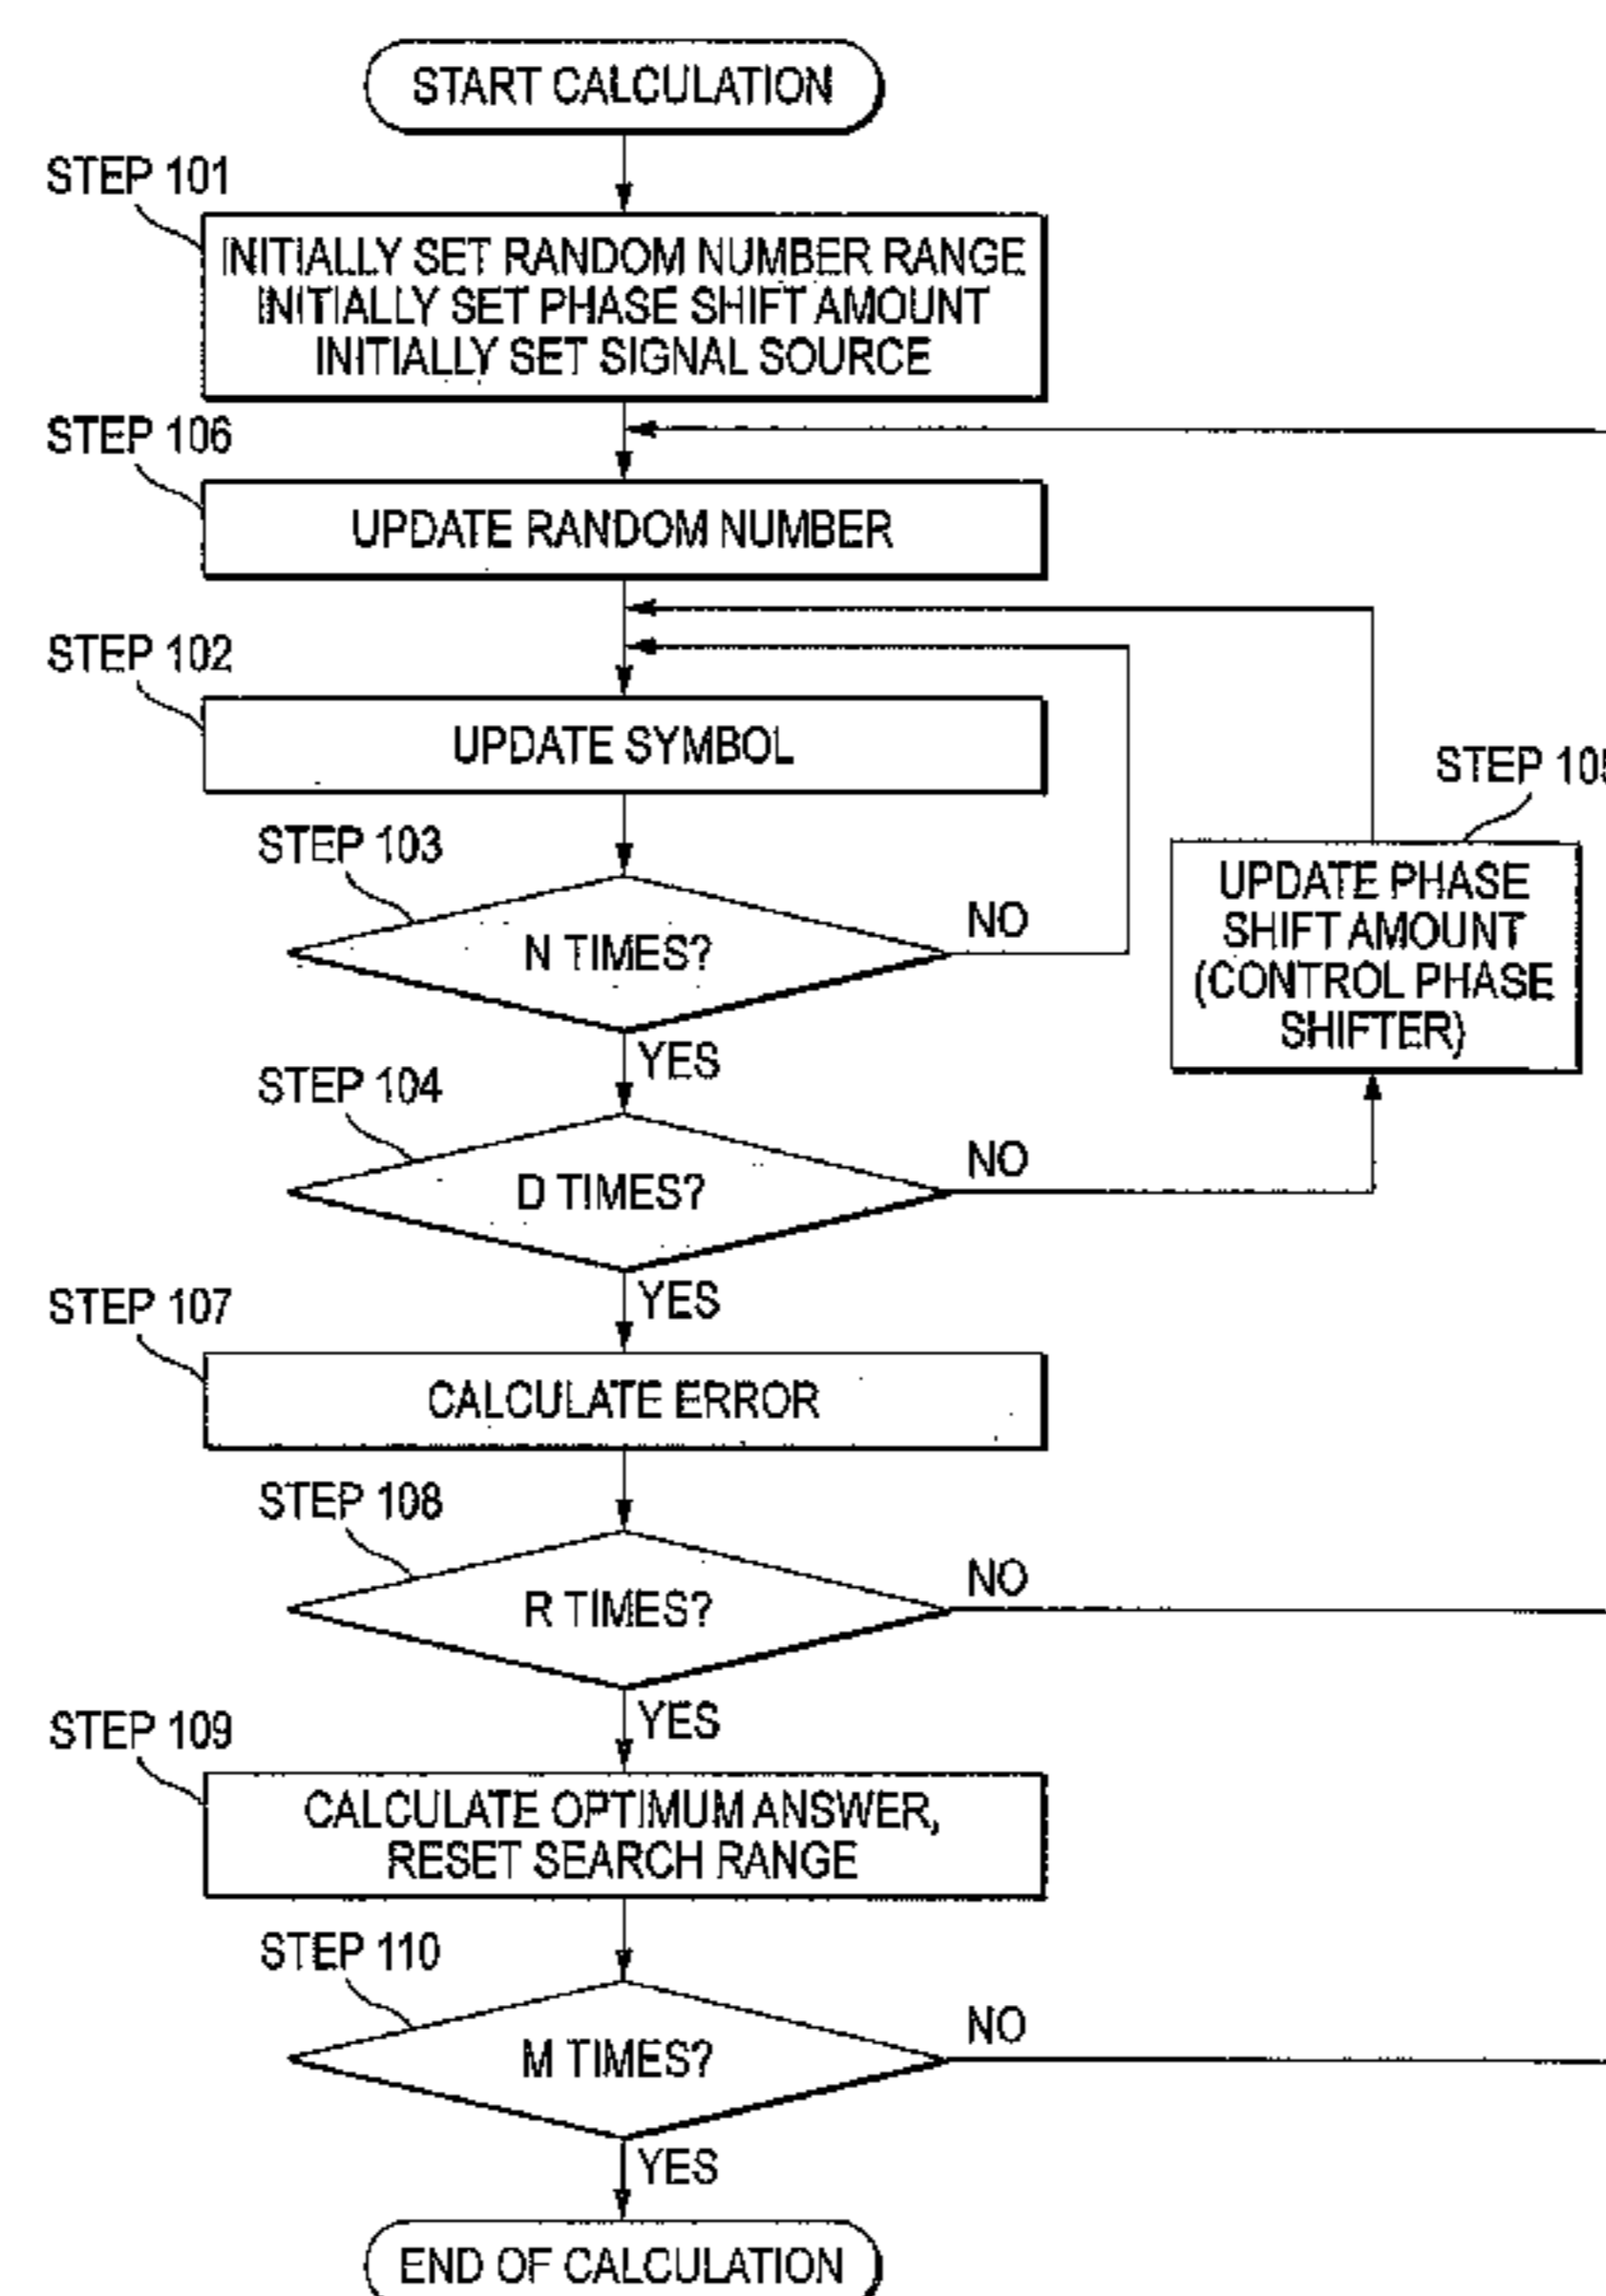 START CALCULATION
STEP 101
INITIALLY SET RANDOM NUMBER RANGE
INITIALLY SET PHASE SHIFT AMOUNT
INITIALLY SET SIGNAL SOURCE
STEP 106
UPDATE RANDOM NUMBER
STEP 102
UPDATE SYMBOL
STEP 105
UPDATE PHASE
SHIFT AMOUNT
(CONTROL PHASE
SHIFTER)
STEP 103
N TIMES?
NO
YES
STEP 104
D TIMES?
NO
YES
STEP 107
CALCULATE ERROR
STEP 108
R TIMES?
NO
YES
STEP 109
CALCULATE OPTIMUM ANSWER,
RESET SEARCH RANGE
STEP 110
M TIMES?
NO
YES
END OF CALCULATION